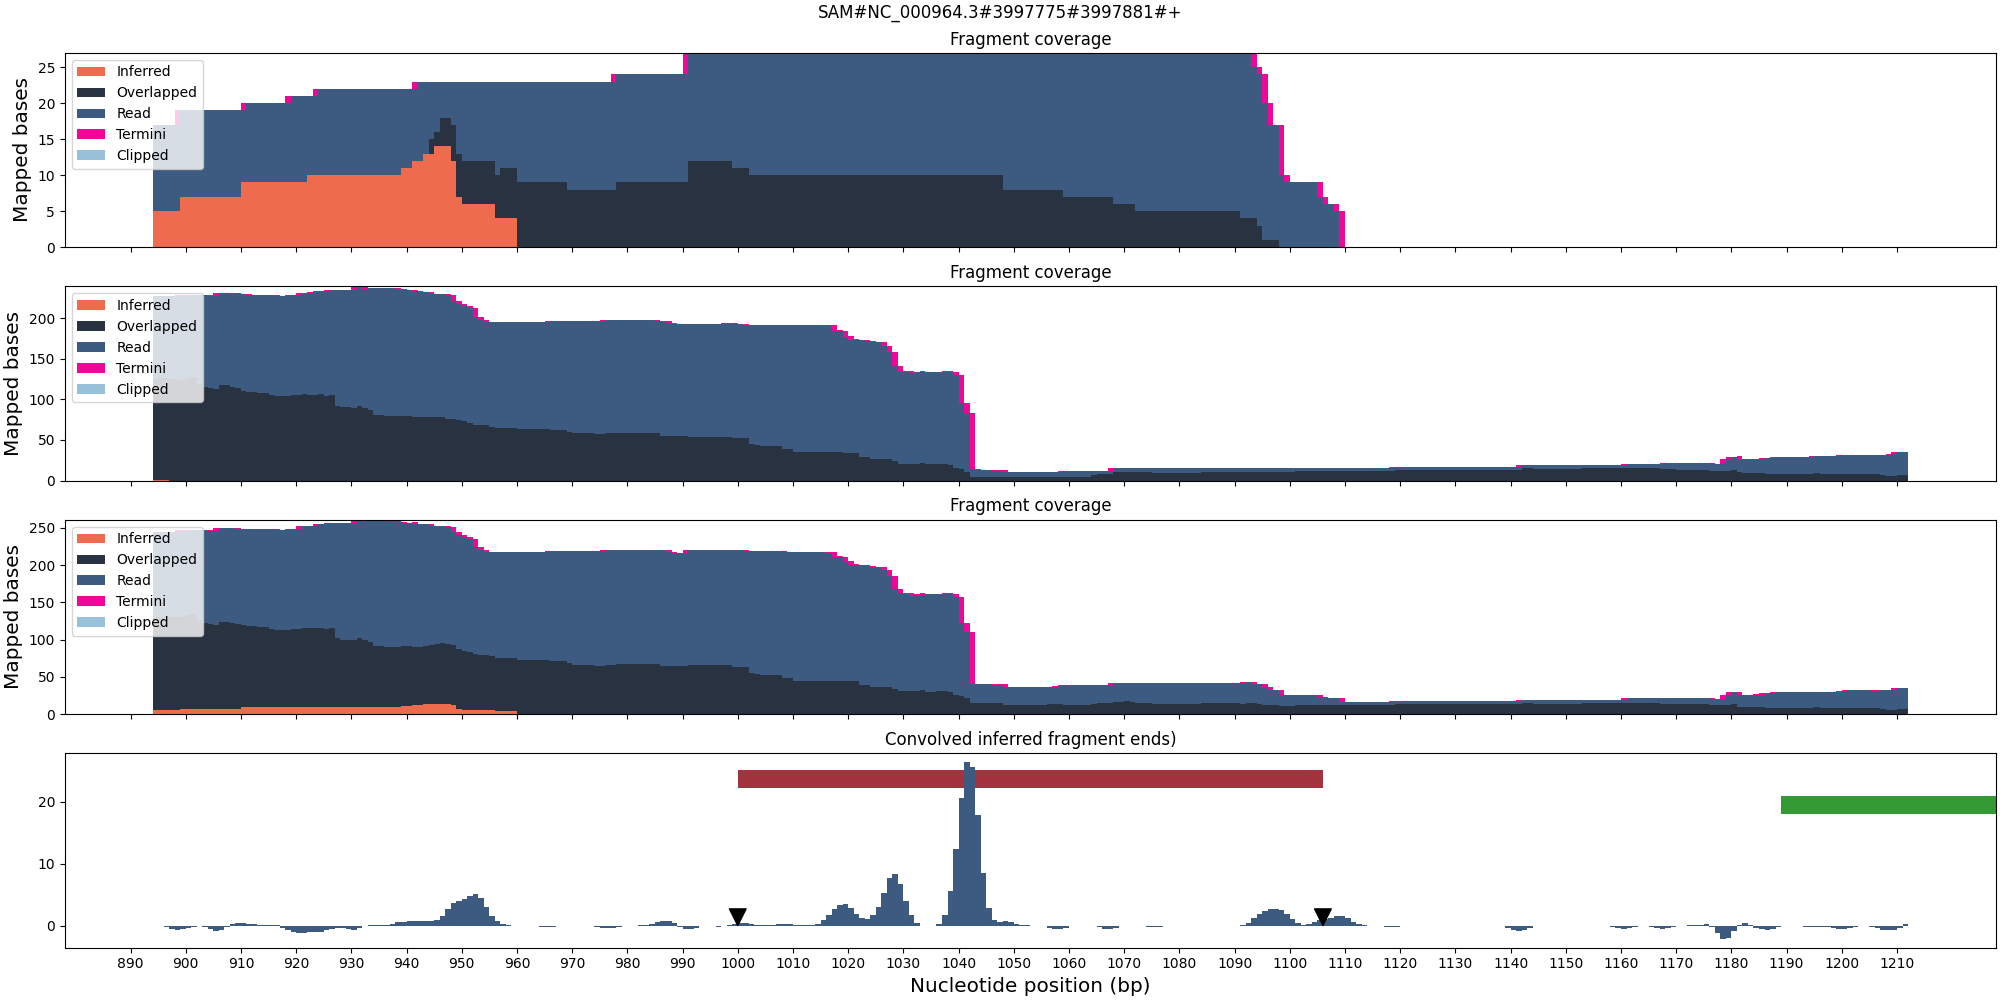 SAM#NC_000964.3#3997775#3997881#+
Fragment coverage
Mapped bases
25
20
15
10
5
0
Inferred
Overlapped
Read
Termini
Clipped
Fragment coverage
Mapped bases
200
150
100
50
0
Inferred
Overlapped
Read
Termini
Clipped
Fragment coverage
Mapped bases
250
200
150
100
50
0
Inferred
Overlapped
Read
Termini
Clipped
Convolved inferred fragment ends)
20
10
0
890 900 910 920 930 940 950 960 970 980 990 1000 1010 1020 1030 1040 1050 1060 1070 1080 1090 1100 1110 1120 1130 1140 1150 1160 1170 1180 1190 1200 1210
Nucleotide position (bp)